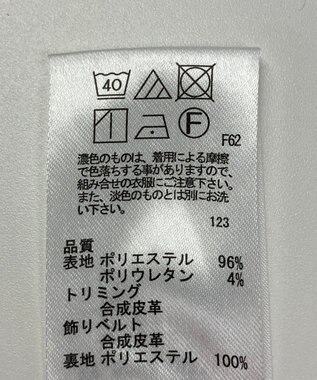 40
F
F62
濃色のものは、着用による摩擦
で色落ちする事がありますので、
組み合せの衣服にご注意下さい。
また、淡色のものとは別にお洗
い下さい。
123
品質
表地 ポリエステル 96%
ポリウレタン 4%
トリミング
合成皮革
飾りベルト
合成皮革
裏地 ポリエステル 100%